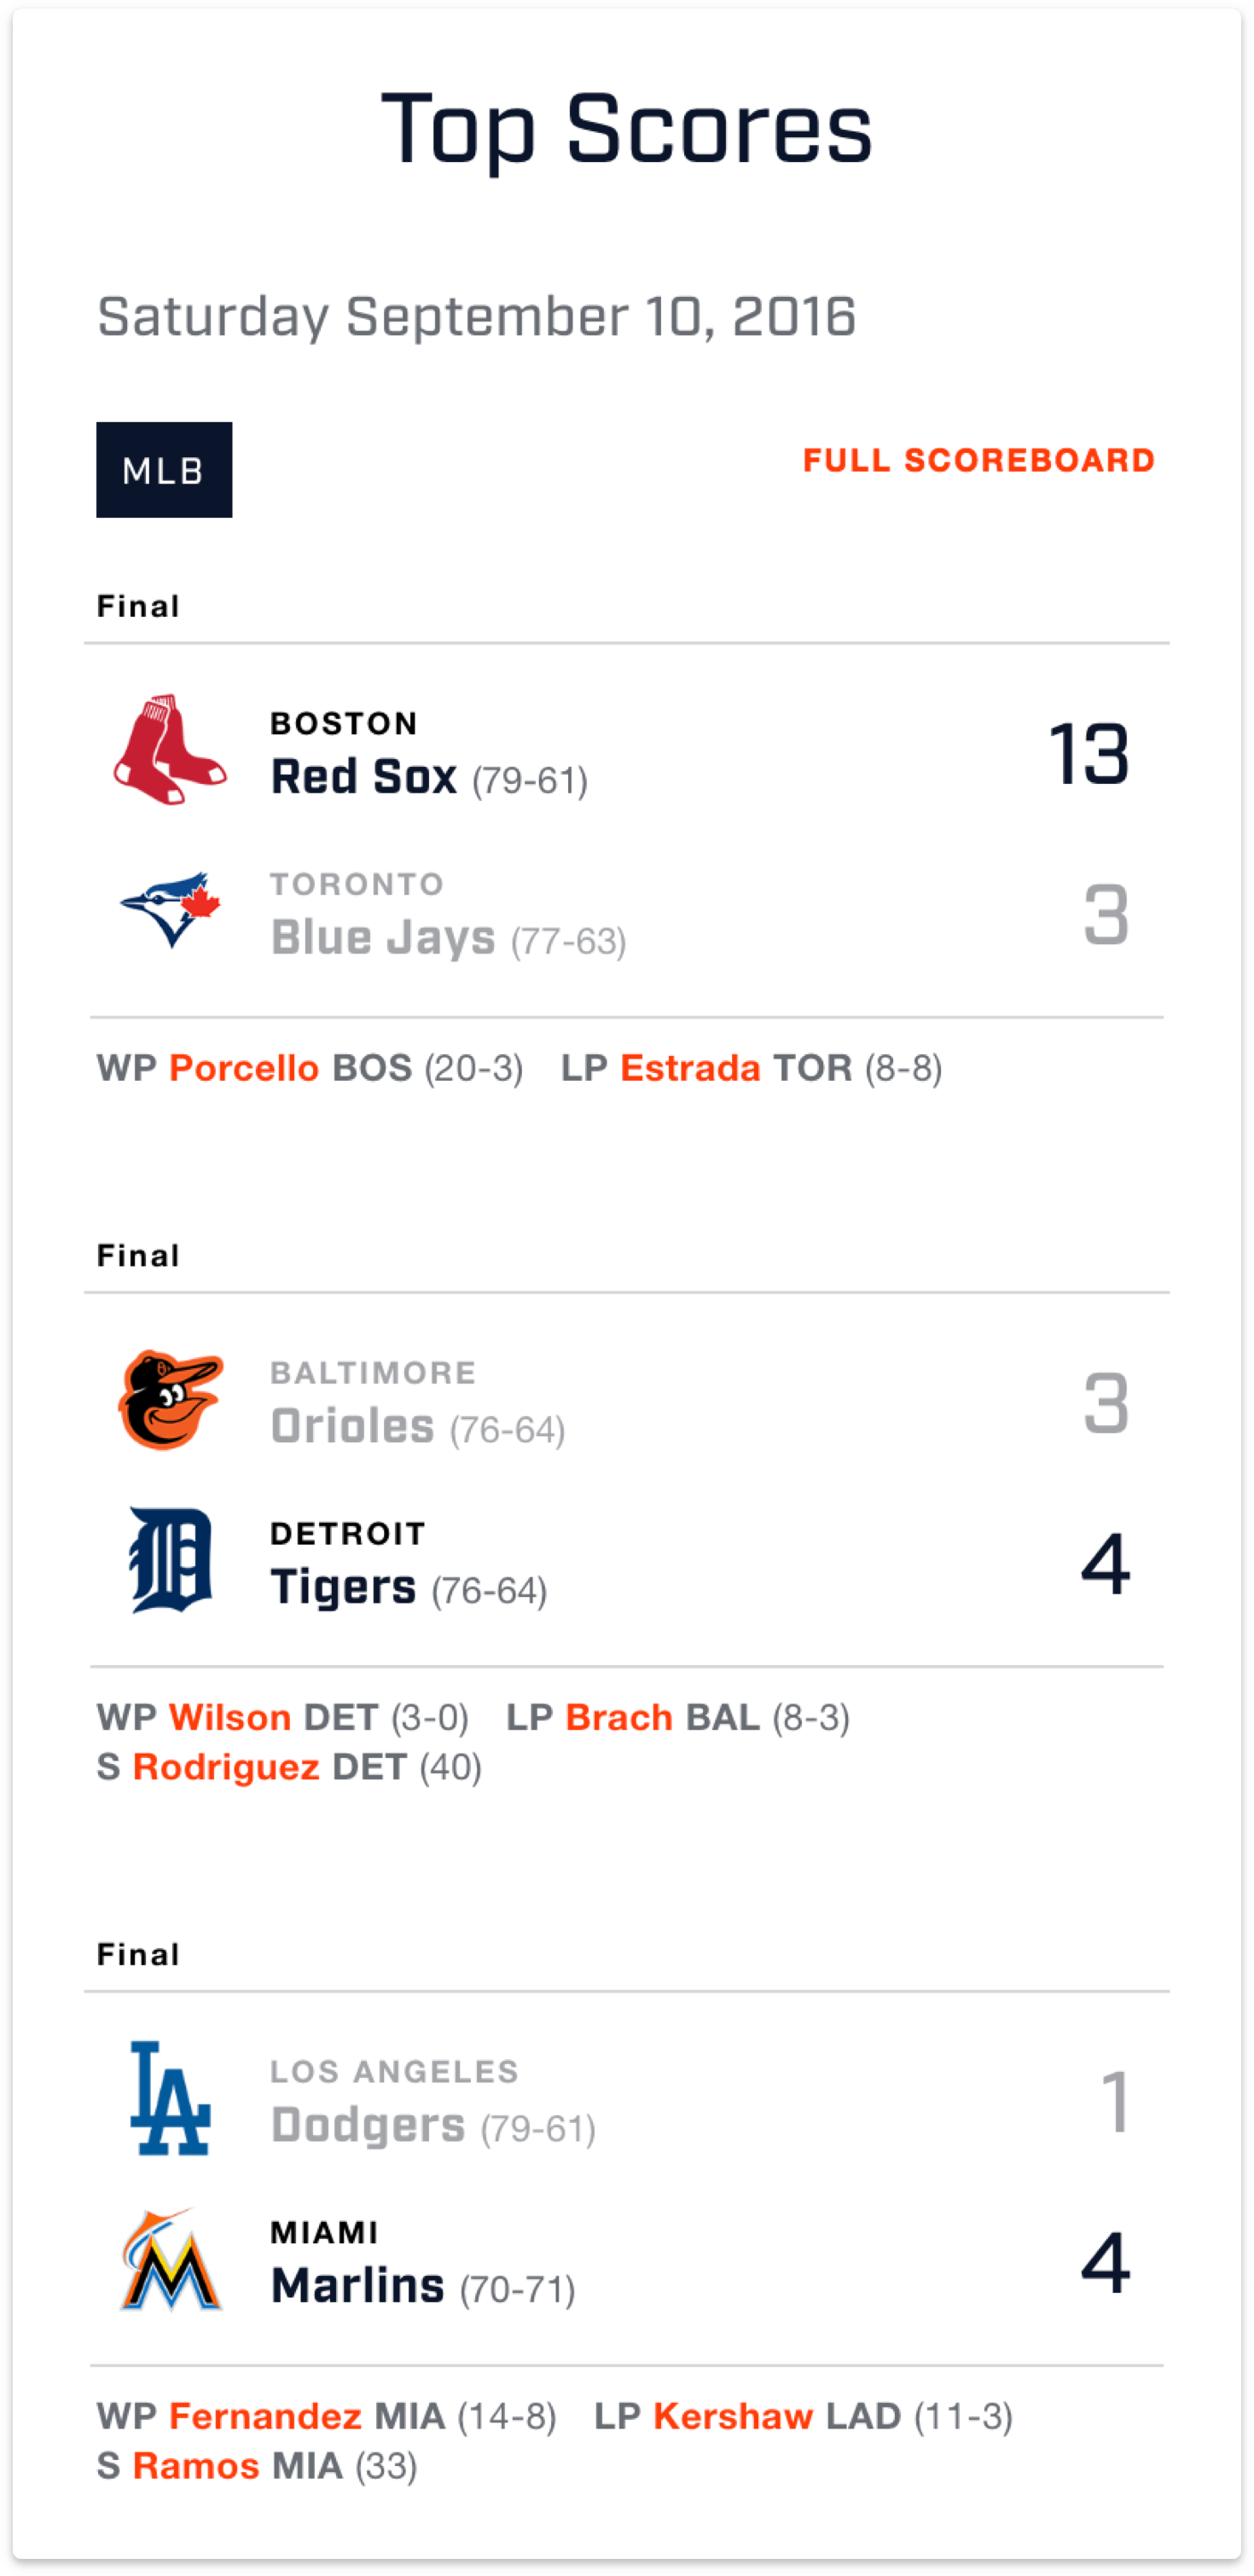 Top Scores
Saturday September 10, 2016
MLB
FULL SCOREBOARD
Final
BOSTON
Red Sox (79-61)
13
TORONTO
Blue Jays (77-63)
3
WP Porcello BOS (20-3) LP Estrada TOR (8-8)
Final
BALTIMORE
Orioles (76-64)
3
DETROIT
Tigers (76-64)
4
WP Wilson DET (3-0) LP Brach BAL (8-3)
S Rodriguez DET (40)
Final
LA
LOS ANGELES
Dodgers (79-61)
1
M
MIAMI
Marlins (70-71)
4
WP Fernandez MIA (14-8) LP Kershaw LAD (11-3)
S Ramos MIA (33)